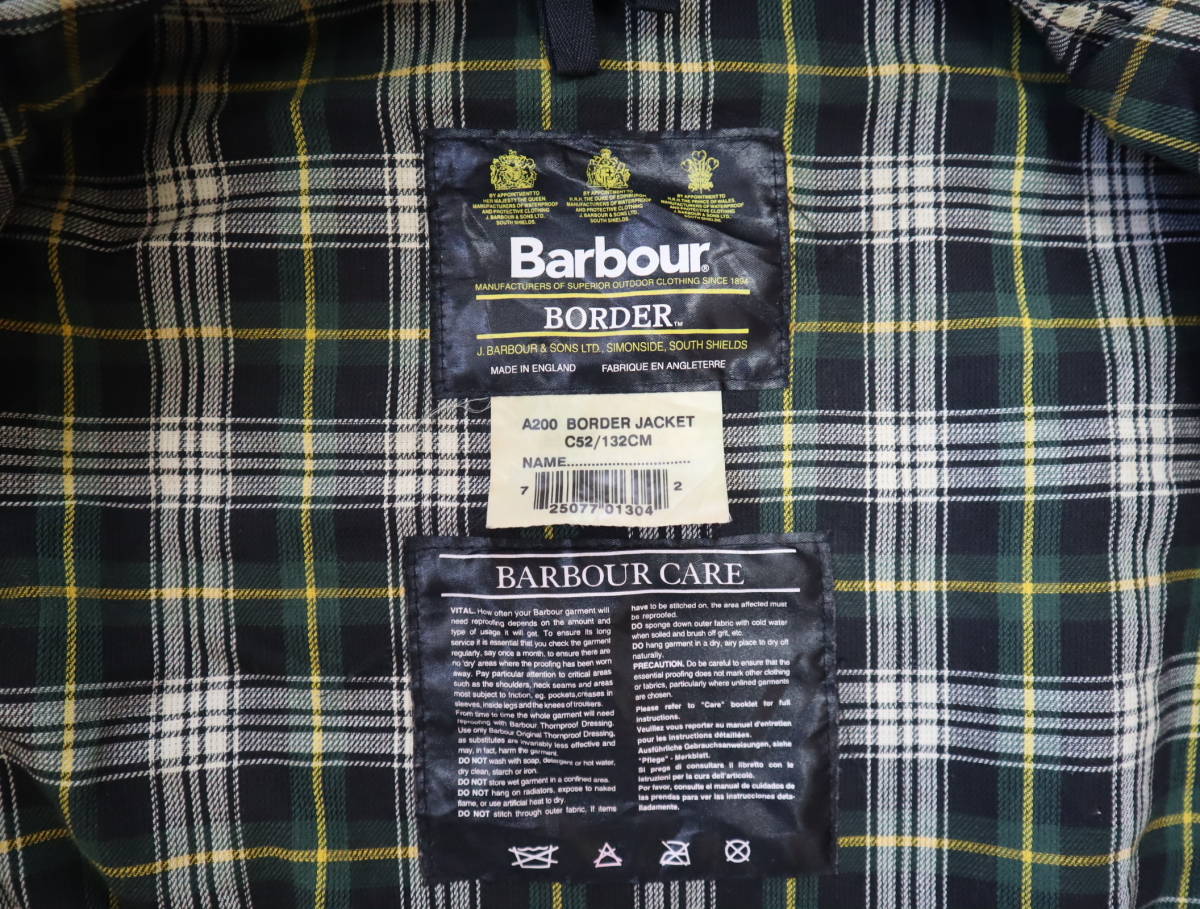 BY APPOINTMENT TO
HER MAJESTY THE QUEEN
MANUFACTURERS OF WATERPROOF
AND PROTECTIVE CLOTHING
J. BARBOUR & SONS LTD.
SOUTH SHIELDS.
BY APPOINTMENT TO
H.R.H. THE DUKE OF EDINBURGH
MANUFACTURERS OF WATERPROOF
AND PROTECTIVE CLOTHING
J. BARBOUR & SONS LTD.
SOUTH SHIELDS.
BY APPOINTMENT TO
H.R.H. THE PRINCE OF WALES
MANUFACTURERS OF WATERPROOF
AND PROTECTIVE CLOTHING
J. BARBOUR & SONS LTD.
SOUTH SHIELDS.
Barbour®
MANUFACTURERS OF SUPERIOR OUTDOOR CLOTHING SINCE 1894
BORDER™
J. BARBOUR & SONS LTD., SIMONSIDE, SOUTH SHIELDS
MADE IN ENGLAND FABRIQUE EN ANGLETERRE
A200 BORDER JACKET
C52/132CM
NAME..............................
7 25077 01304 2
BARBOUR CARE
VITAL. How often your Barbour garment will
need reproofing depends on the amount and
type of usage it will get. To ensure its long
service it is essential that you check the garment
regularly, say once a month, to ensure there are
no 'dry' areas where the proofing has been worn
away. Pay particular attention to critical areas
such as the shoulders, neck seams and areas
most subject to friction, eg. pockets, creases in
sleeves, inside legs and the knees of trousers.
From time to time the whole garment will need
reproofing with Barbour Thornproof Dressing.
Use only Barbour Original Thornproof Dressing,
as substitutes are invariably less effective and
may, in fact, harm the garment.
DO NOT wash with soap, detergent or hot water,
dry clean, starch or iron.
DO NOT store wet garment in a confined area.
DO NOT hang on radiators, expose to naked
flame, or use artificial heat to dry.
DO NOT stitch through outer fabric. If items
have to be stitched on, the area affected must
be reproofed.
DO sponge down outer fabric with cold water
when soiled and brush off grit, etc.
DO hang garment in a dry, airy place to dry off
naturally.
PRECAUTION. Do be careful to ensure that the
essential proofing does not mark other clothing
or fabrics, particularly where unlined garments
are chosen.
Please refer to "Care" booklet for full
instructions.
Veuillez vous reporter au manuel d'entretien
pour les instructions détaillées.
Ausführliche Gebrauchsanweisungen, siehe
"Pflege" - Merkblatt.
Si prega di consultare il libretto con le
istruzioni per la cura dell'articolo.
Por favor, consulte el manual de cuidados de
las prendas para ver las instrucciones deta-
lladamente.